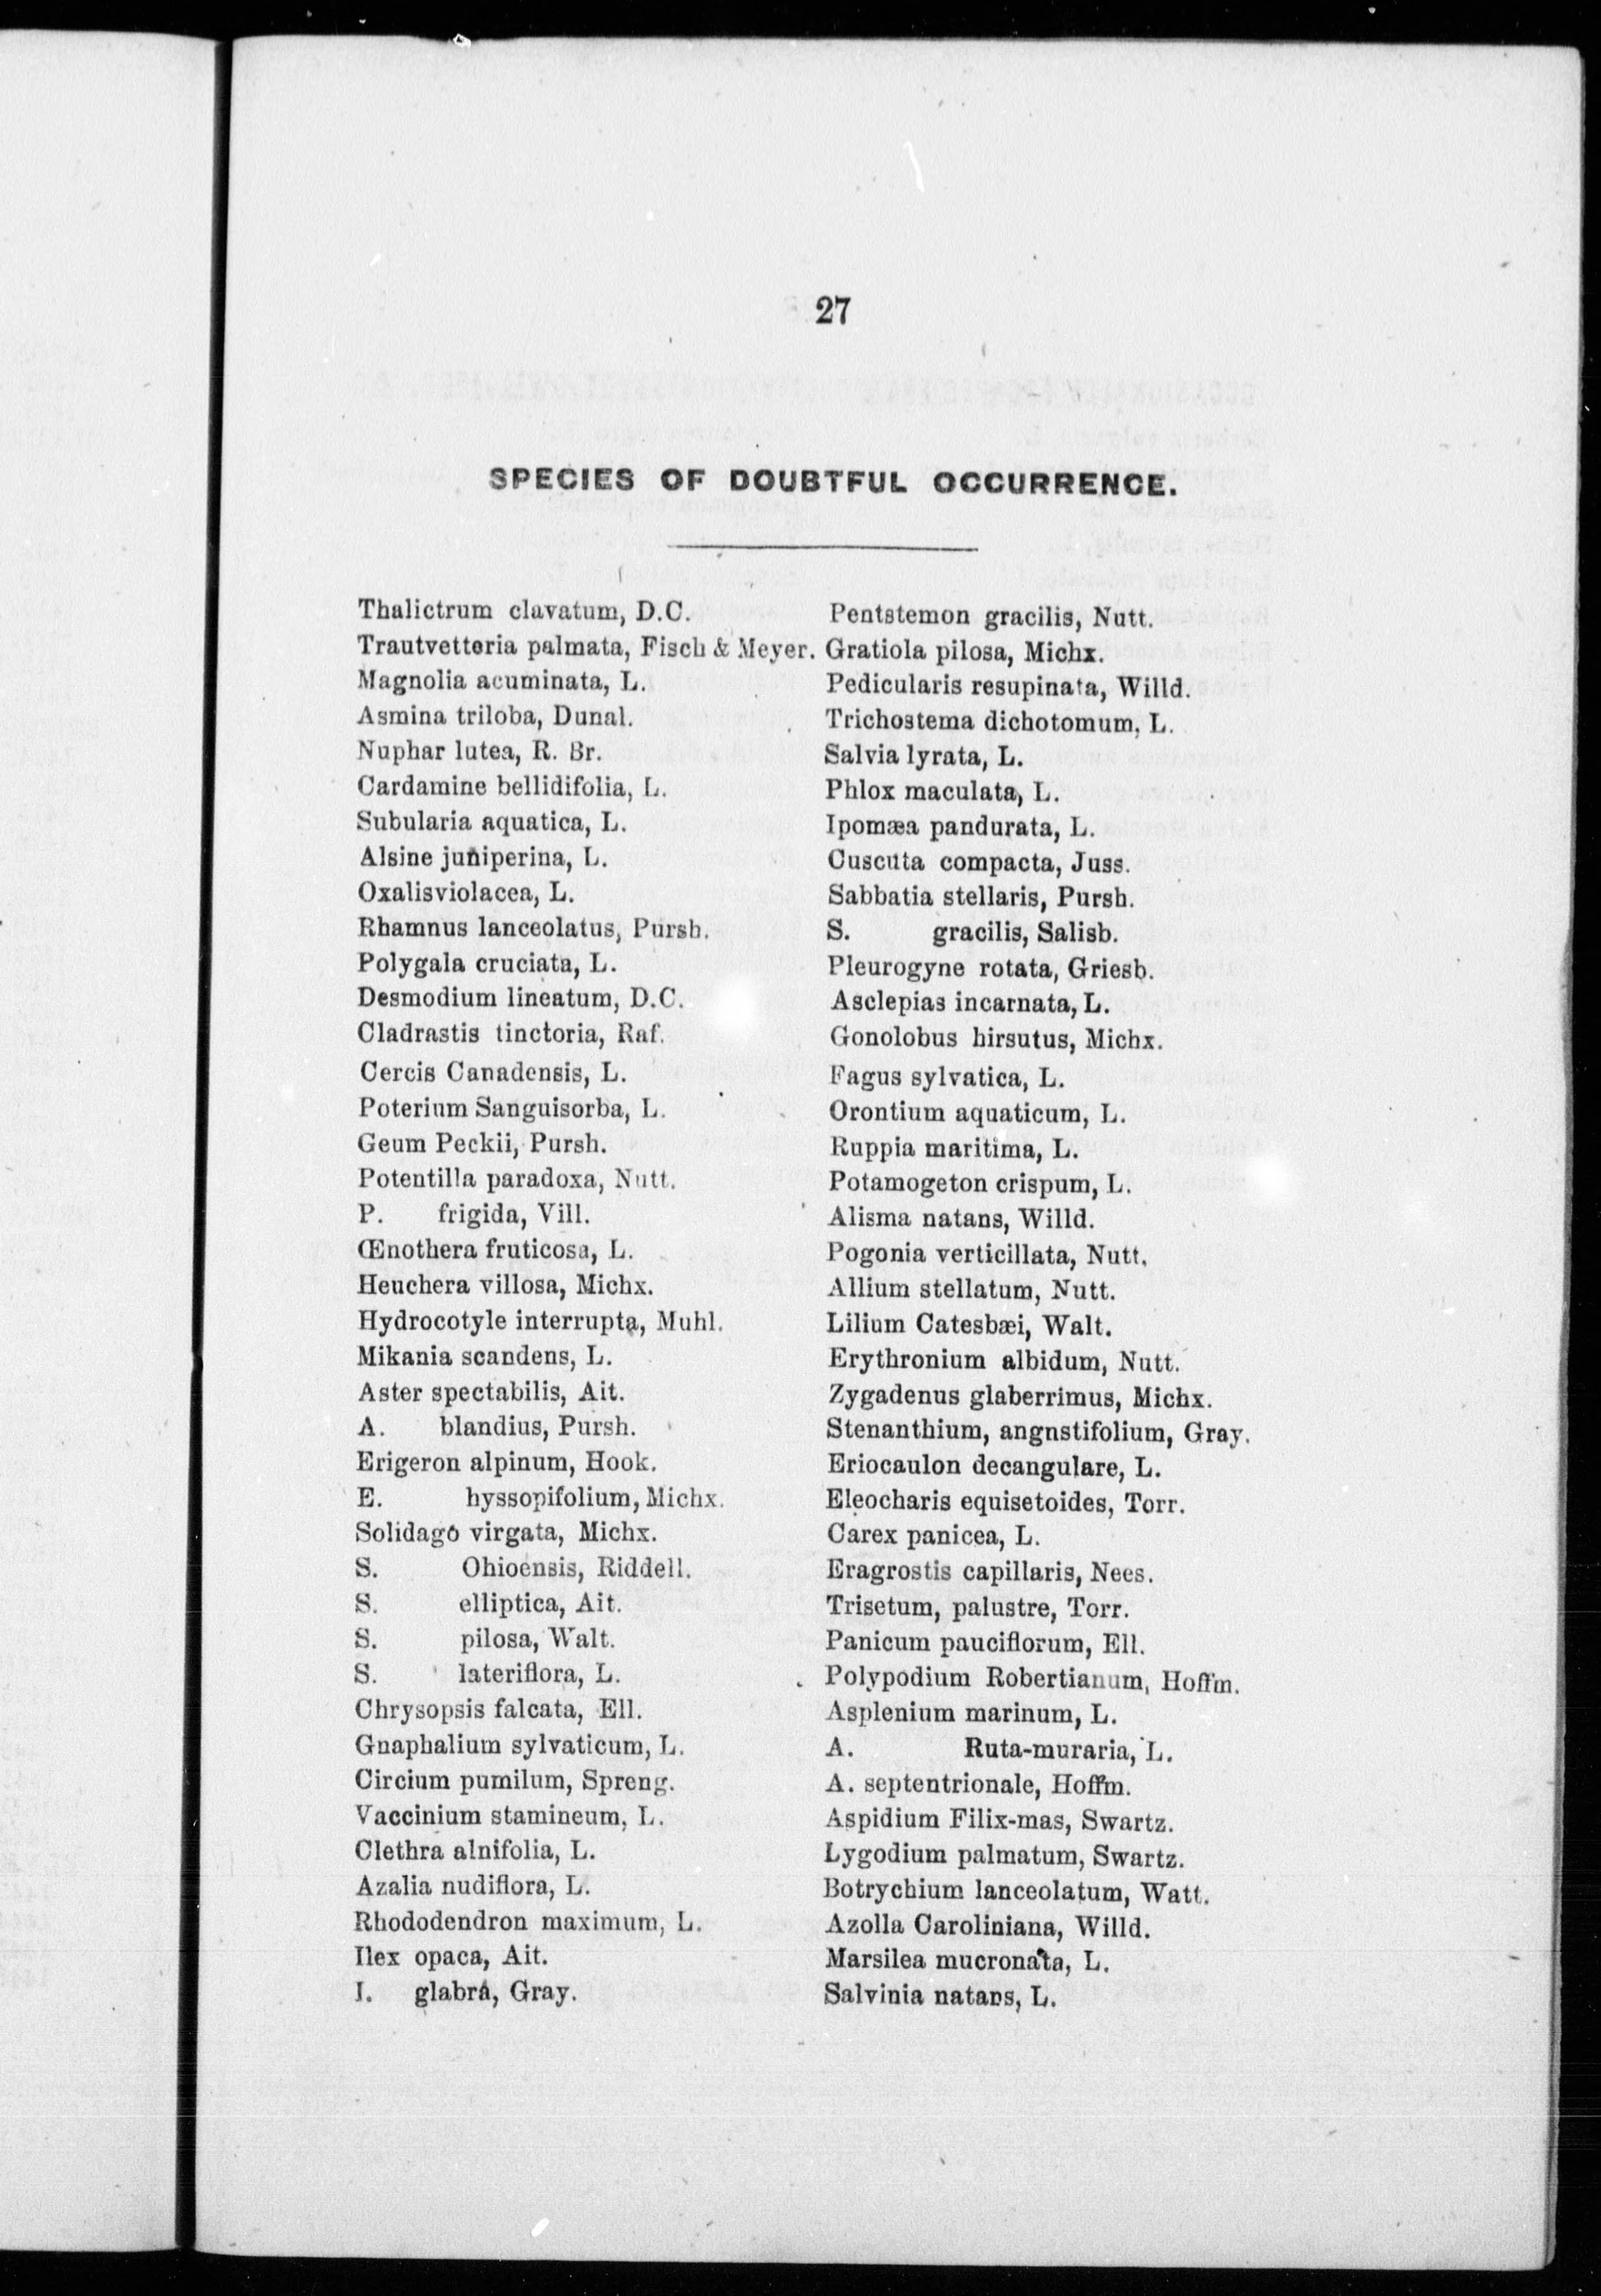 27
SPECIES OF DOUBTFUL OCCURRENCE.
Thalictrum clavatum, D.C.
Trautvetteria palmata, Fisch & Meyer.
Magnolia acuminata, L.
Asmina triloba, Dunal.
Nuphar lutea, R. Br.
Cardamine bellidifolia, L.
Subularia aquatica, L.
Alsine juniperina, L.
Oxalisviolacea, L.
Rhamnus lanceolatus, Pursh.
Polygala cruciata, L.
Desmodium lineatum, D.C.
Cladrastis tinctoria, Raf.
Cercis Canadensis, L.
Poterium Sanguisorba, L.
Geum Peckii, Pursh.
Potentilla paradoxa, Nutt.
P. frigida, Vill.
Œnothera fruticosa, L.
Heuchera villosa, Michx.
Hydrocotyle interrupta, Muhl.
Mikania scandens, L.
Aster spectabilis, Ait.
A. blandius, Pursh.
Erigeron alpinum, Hook.
E. hyssopifolium, Michx.
Solidago virgata, Michx.
S. Ohioensis, Riddell.
S. elliptica, Ait.
S. pilosa, Walt.
S. lateriflora, L.
Chrysopsis falcata, Ell.
Gnaphalium sylvaticum, L.
Circium pumilum, Spreng.
Vaccinium stamineum, L.
Clethra alnifolia, L.
Azalia nudiflora, L.
Rhododendron maximum, L.
Ilex opaca, Ait.
I. glabra, Gray.
Pentstemon gracilis, Nutt.
Gratiola pilosa, Michx.
Pedicularis resupinata, Willd.
Trichostema dichotomum, L.
Salvia lyrata, L.
Phlox maculata, L.
Ipomæa pandurata, L.
Cuscuta compacta, Juss.
Sabbatia stellaris, Pursh.
S. gracilis, Salisb.
Pleurogyne rotata, Griesb.
Asclepias incarnata, L.
Gonolobus hirsutus, Michx.
Fagus sylvatica, L.
Orontium aquaticum, L.
Ruppia maritima, L.
Potamogeton crispum, L.
Alisma natans, Willd.
Pogonia verticillata, Nutt.
Allium stellatum, Nutt.
Lilium Catesbæi, Walt.
Erythronium albidum, Nutt.
Zygadenus glaberrimus, Michx.
Stenanthium, angnstifolium, Gray.
Eriocaulon decangulare, L.
Eleocharis equisetoides, Torr.
Carex panicea, L.
Eragrostis capillaris, Nees.
Trisetum, palustre, Torr.
Panicum pauciflorum, Ell.
Polypodium Robertianum, Hoffm.
Asplenium marinum, L.
A. Ruta-muraria, L.
A. septentrionale, Hoffm.
Aspidium Filix-mas, Swartz.
Lygodium palmatum, Swartz.
Botrychium lanceolatum, Watt.
Azolla Caroliniana, Willd.
Marsilea mucronata, L.
Salvinia natans, L.